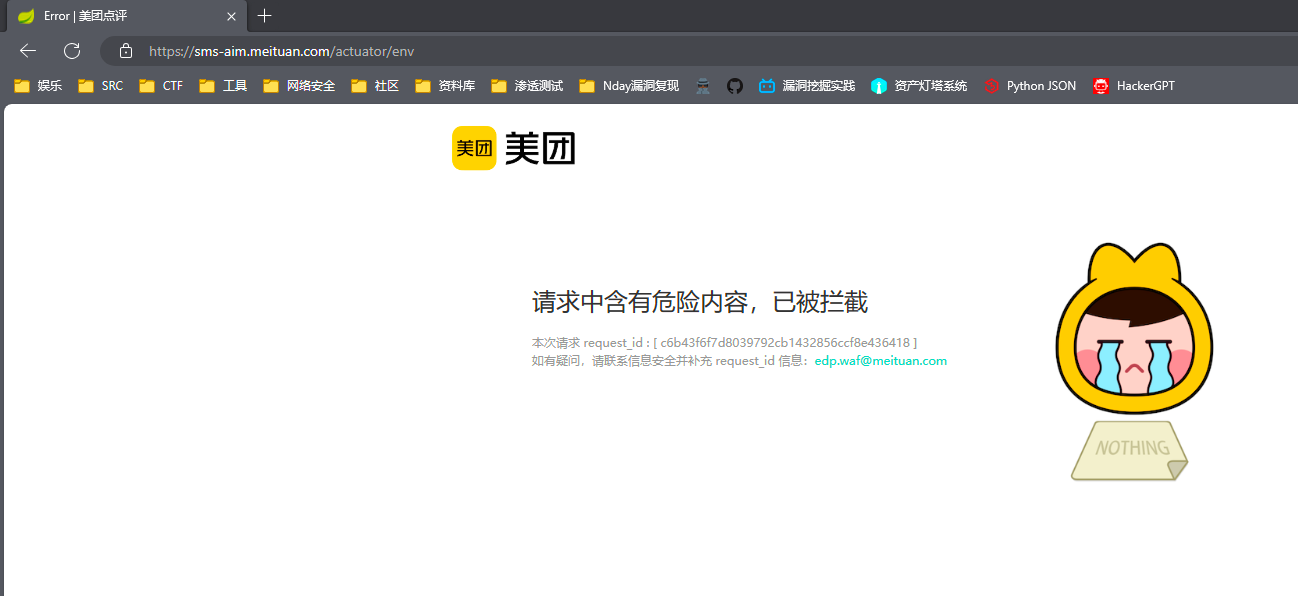 Error | 美团点评
https://sms-aim.meituan.com/actuator/env
娱乐 SRC CTF 工具 网络安全 社区 资料库 渗透测试 Nday漏洞复现 漏洞挖掘实践 资产灯塔系统 Python JSON HackerGPT
美团 美团
请求中含有危险内容，已被拦截
本次请求 request_id : [ c6b43f6f7d8039792cb1432856ccf8e436418 ]
如有疑问，请联系信息安全并补充 request_id 信息：edp.waf@meituan.com
NOTHING